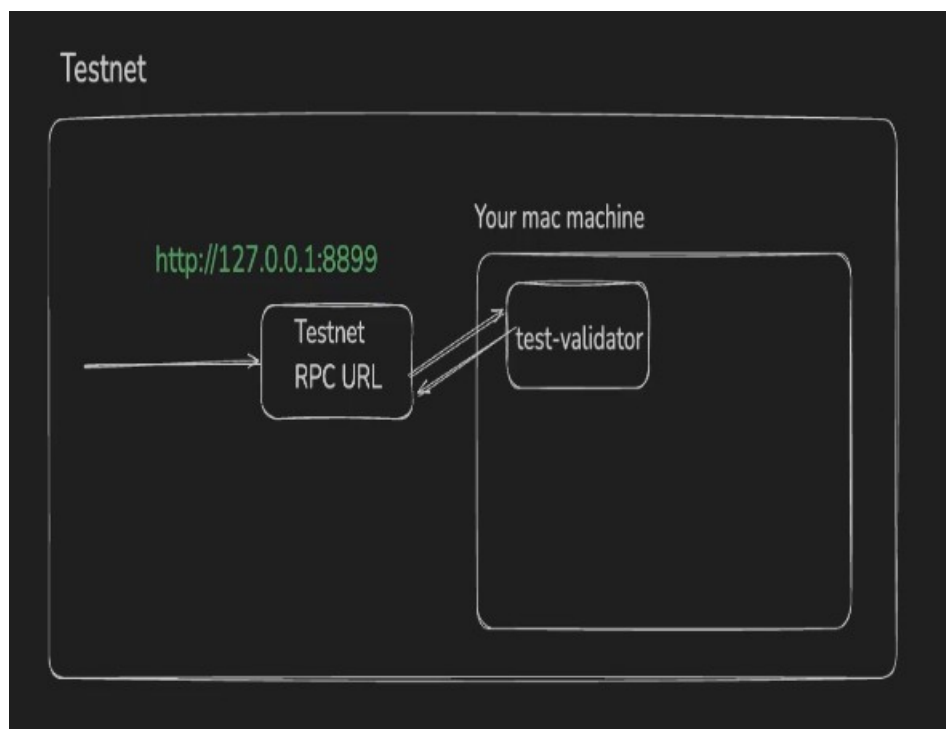 Testnet
Your mac machine
http://127.0.0.1:8899
Testnet
RPC URL
test-validator